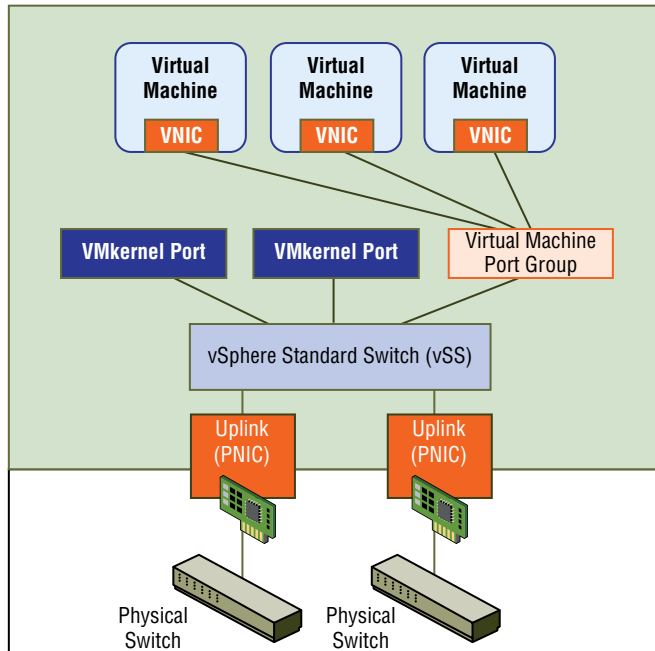 Virtual
Machine
VNIC
Virtual
Machine
VNIC
Virtual
Machine
VNIC
VMkernel Port
VMkernel Port
Virtual Machine
Port Group
vSphere Standard Switch (vSS)
Uplink
(PNIC)
Uplink
(PNIC)
Physical
Switch
Physical
Switch